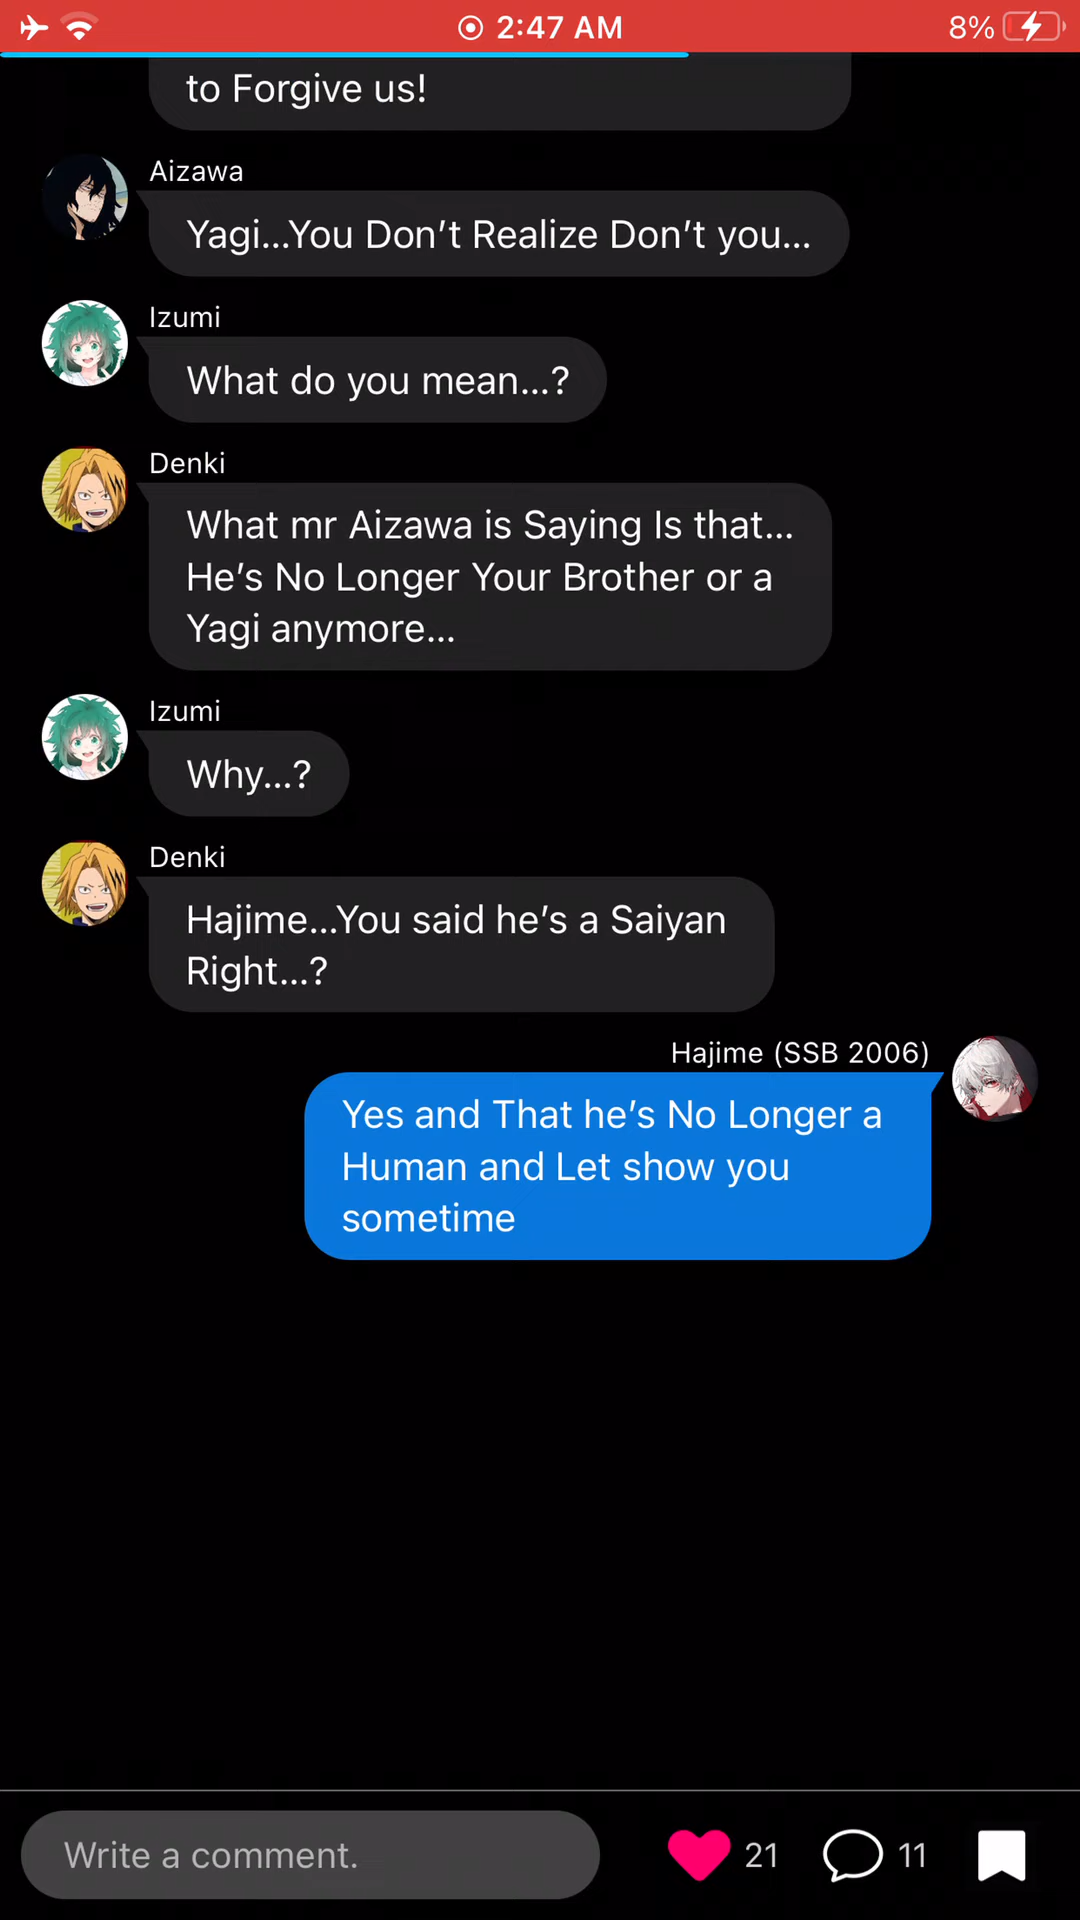 2:47 AM
8%
to Forgive us!
Aizawa
Yagi...You Don’t Realize Don’t you...
Izumi
What do you mean...?
Denki
What mr Aizawa is Saying Is that...
He’s No Longer Your Brother or a
Yagi anymore...
Izumi
Why...?
Denki
Hajime...You said he’s a Saiyan
Right...?
Hajime (SSB 2006)
Yes and That he’s No Longer a
Human and Let show you
sometime
Write a comment.
21
11